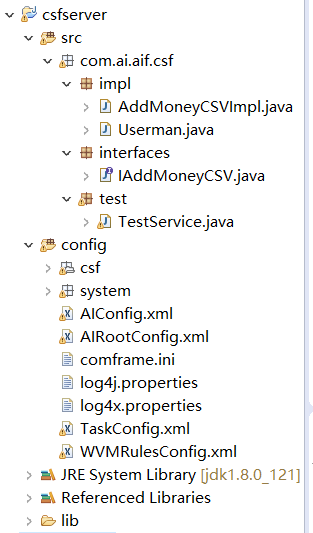 csfserver
src
com.ai.aif.csf
impl
AddMoneyCSVImpl.java
Userman.java
interfaces
IAddMoneyCSV.java
test
TestService.java
config
csf
system
AIConfig.xml
AIRootConfig.xml
comframe.ini
log4j.properties
log4x.properties
TaskConfig.xml
WVMRulesConfig.xml
JRE System Library [jdk1.8.0_121]
Referenced Libraries
lib